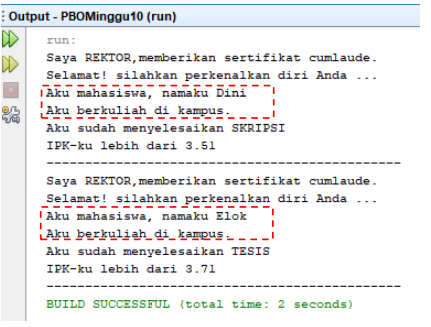 Output - PBOMinggu10 (run)
run:
Saya REKTOR,memberikan sertifikat cumlaude.
Selamat! silahkan perkenalkan diri Anda ...
Aku mahasiswa, namaku Dini
Aku berkuliah di kampus.
Aku sudah menyelesaikan SKRIPSI
IPK-ku lebih dari 3.51
------------------------------------------
Saya REKTOR,memberikan sertifikat cumlaude.
Selamat! silahkan perkenalkan diri Anda ...
Aku mahasiswa, namaku Elok
Aku berkuliah di kampus.
Aku sudah menyelesaikan TESIS
IPK-ku lebih dari 3.71
------------------------------------------
BUILD SUCCESSFUL (total time: 2 seconds)